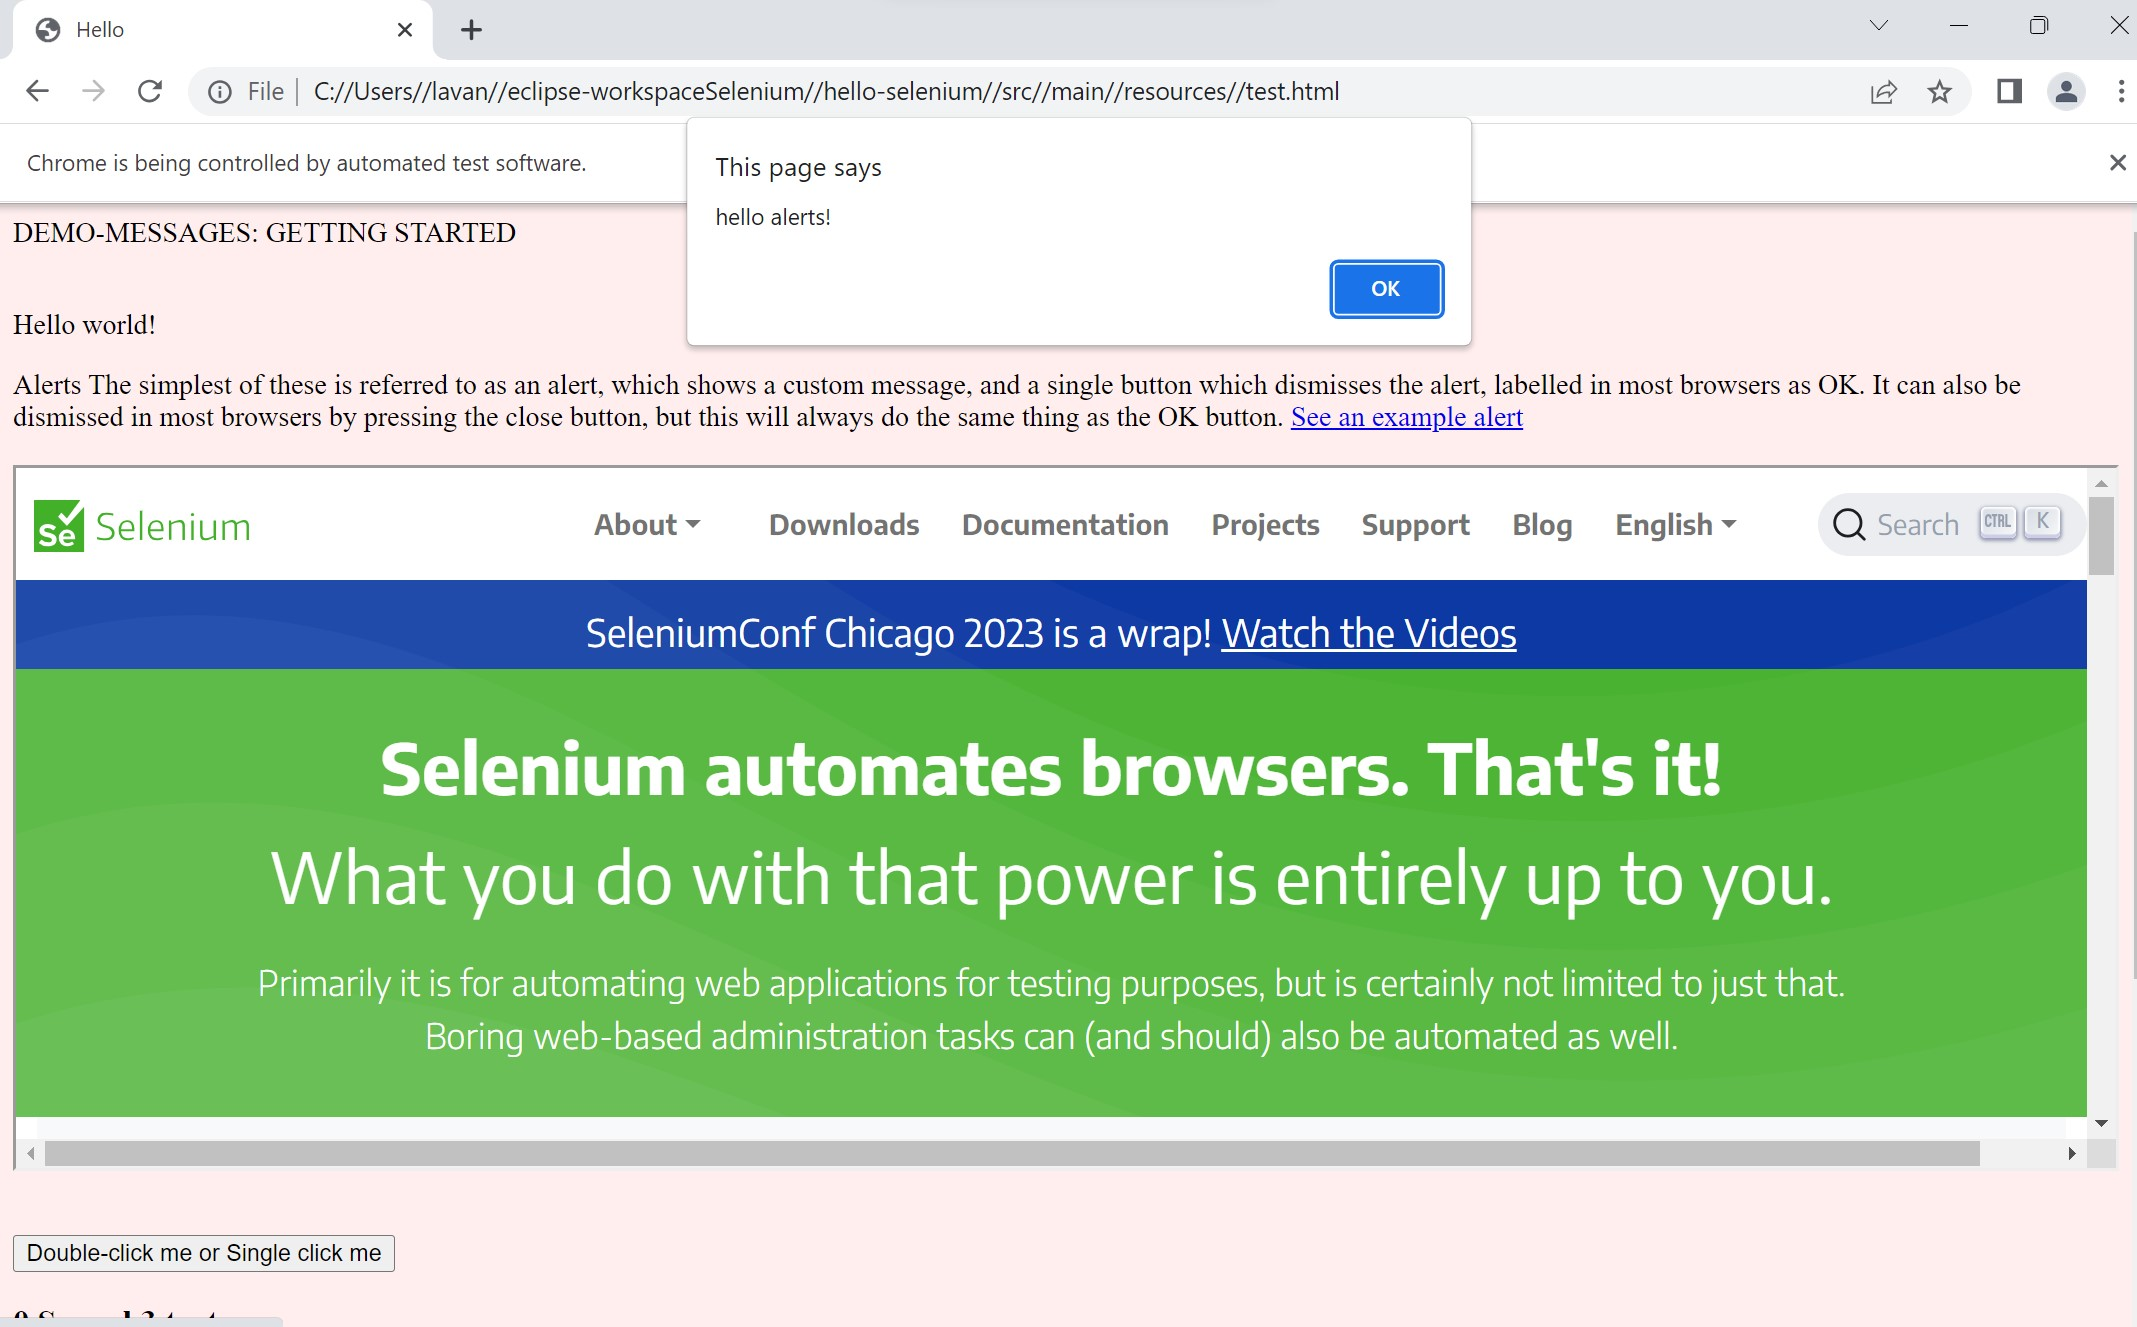 Hello
File C://Users//lavan//eclipse-workspaceSelenium//hello-selenium//src//main//resources//test.html
Chrome is being controlled by automated test software.
This page says
hello alerts!
OK
DEMO-MESSAGES: GETTING STARTED
Hello world!
Alerts The simplest of these is referred to as an alert, which shows a custom message, and a single button which dismisses the alert, labelled in most browsers as OK. It can also be
dismissed in most browsers by pressing the close button, but this will always do the same thing as the OK button. See an example alert
Se Selenium About Downloads Documentation Projects Support Blog English Search CTRL K
SeleniumConf Chicago 2023 is a wrap! Watch the Videos
Selenium automates browsers. That's it!
What you do with that power is entirely up to you.
Primarily it is for automating web applications for testing purposes, but is certainly not limited to just that.
Boring web-based administration tasks can (and should) also be automated as well.
Double-click me or Single click me